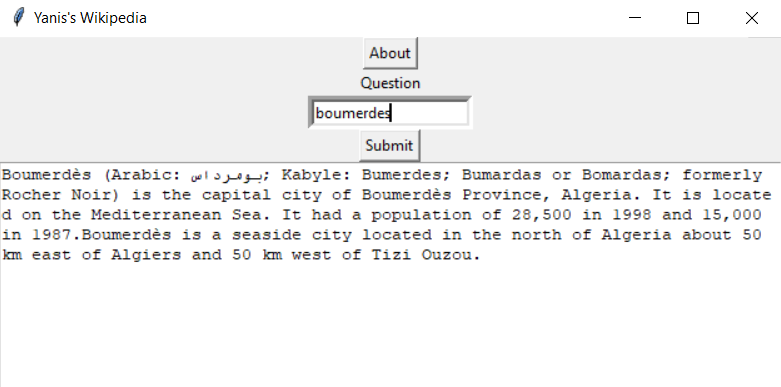 Yanis's Wikipedia
About
Question
boumerdes
Submit
Boumerdès (Arabic: بومرداس; Kabyle: Bumerdes; Bumardas or Bomardas; formerly
Rocher Noir) is the capital city of Boumerdès Province, Algeria. It is locate
d on the Mediterranean Sea. It had a population of 28,500 in 1998 and 15,000
in 1987.Boumerdès is a seaside city located in the north of Algeria about 50
km east of Algiers and 50 km west of Tizi Ouzou.